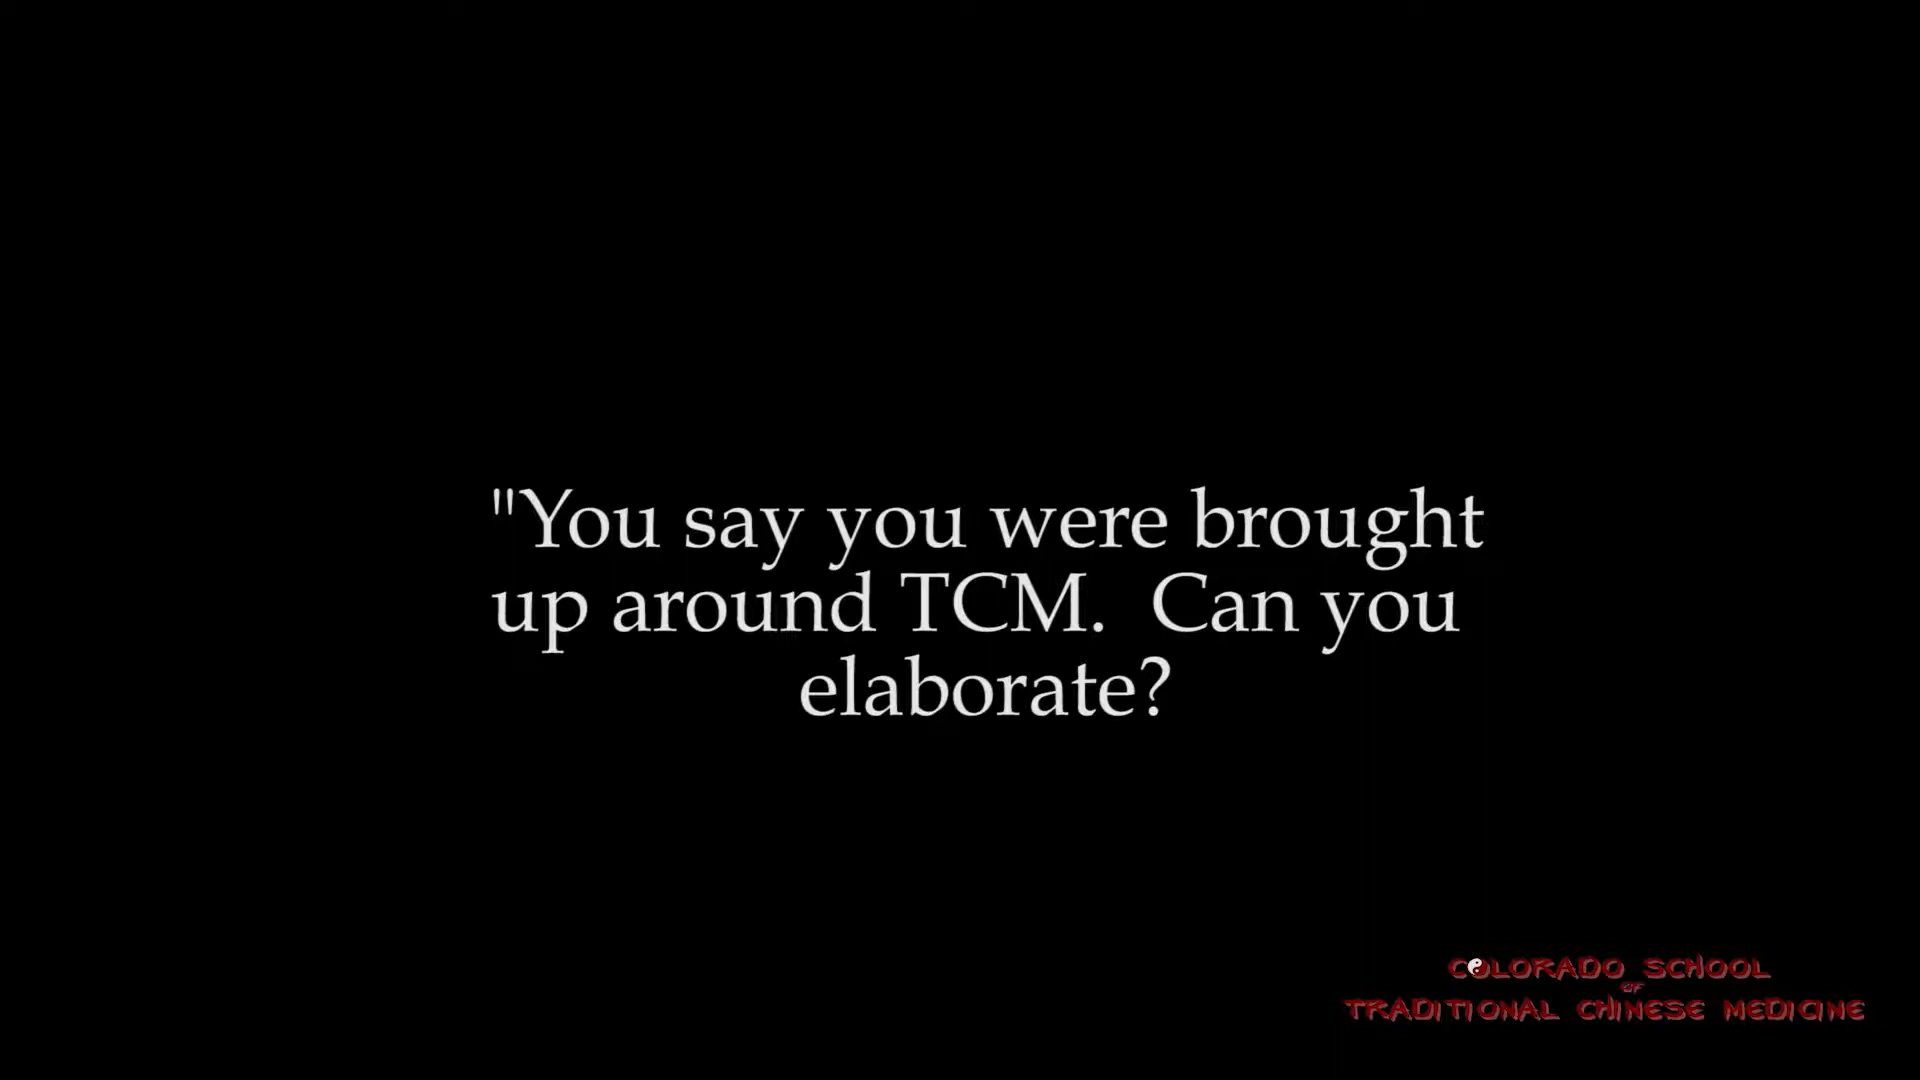 "You say you were brought
up around TCM.  Can you
elaborate?
COLORADO SCHOOL
OF
TRADITIONAL CHINESE MEDICINE